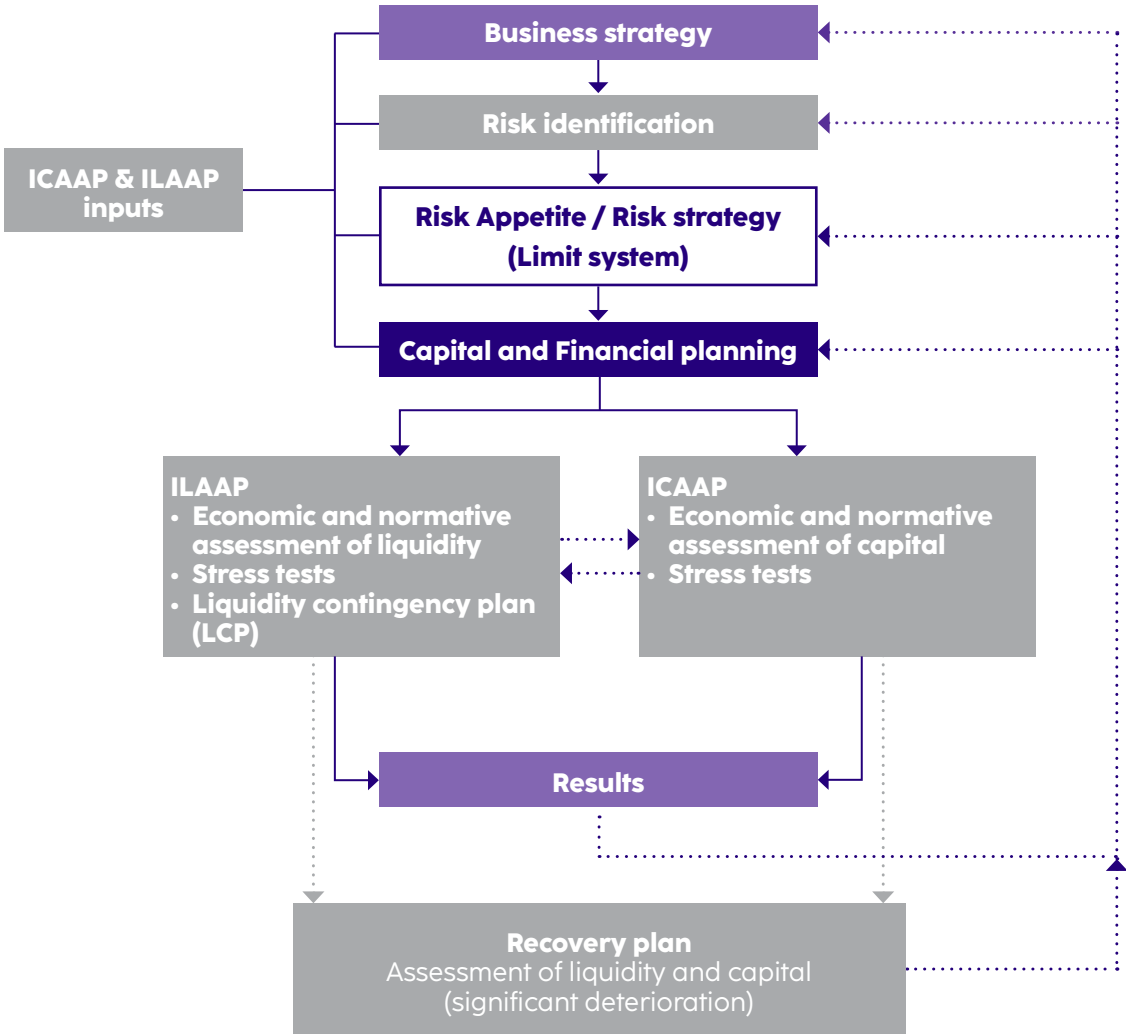 Business strategy
Risk identification
ICAAP & ILAAP
inputs
Risk Appetite / Risk strategy
(Limit system)
Capital and Financial planning
ILAAP
• Economic and normative
assessment of liquidity
• Stress tests
• Liquidity contingency plan
(LCP)
ICAAP
• Economic and normative
assessment of capital
• Stress tests
Results
Recovery plan
Assessment of liquidity and capital
(significant deterioration)